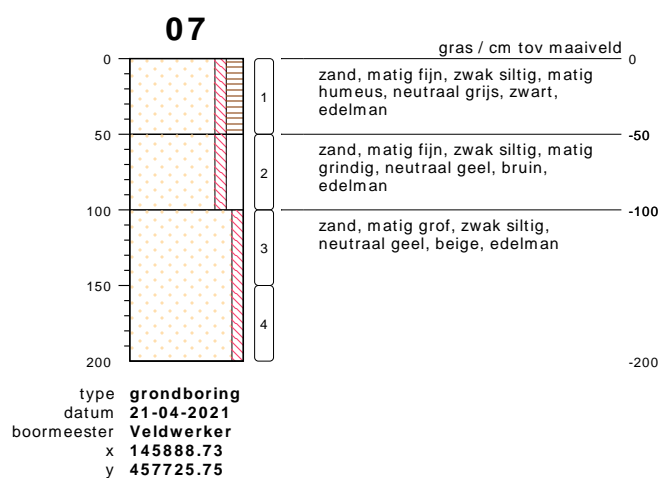 07
gras / cm tov maaiveld
0
0
zand, matig fijn, zwak siltig, matig
humeus, neutraal grijs, zwart,
edelman
1
50
-50
zand, matig fijn, zwak siltig, matig
grindig, neutraal geel, bruin,
edelman
2
100
-100
zand, matig grof, zwak siltig,
neutraal geel, beige, edelman
3
150
4
200
-200
type grondboring
datum 21-04-2021
boormeester Veldwerker
x 145888.73
y 457725.75